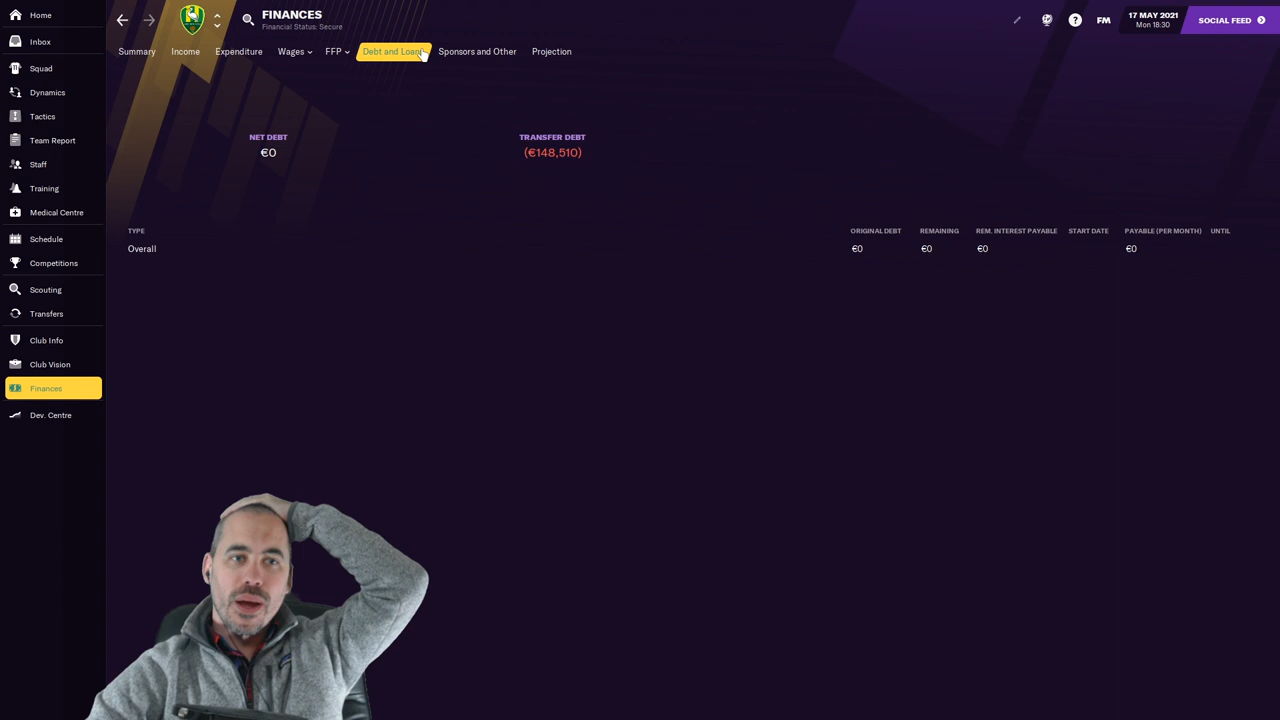 Home
Inbox
Squad
Dynamics
Tactics
Team Report
Staff
Training
Medical Centre
Schedule
Competitions
Scouting
Transfers
Club Info
Club Vision
Finances
Dev. Centre
FINANCES
Financial Status: Secure
?
FM
17 MAY 2021
Mon 18:30
SOCIAL FEED
Summary Income Expenditure Wages FFP Debt and Loans Sponsors and Other Projection
NET DEBT TRANSFER DEBT
€0 (€148,510)
TYPE ORIGINAL DEBT REMAINING REM. INTEREST PAYABLE START DATE PAYABLE (PER MONTH) UNTIL
Overall €0 €0 €0 €0